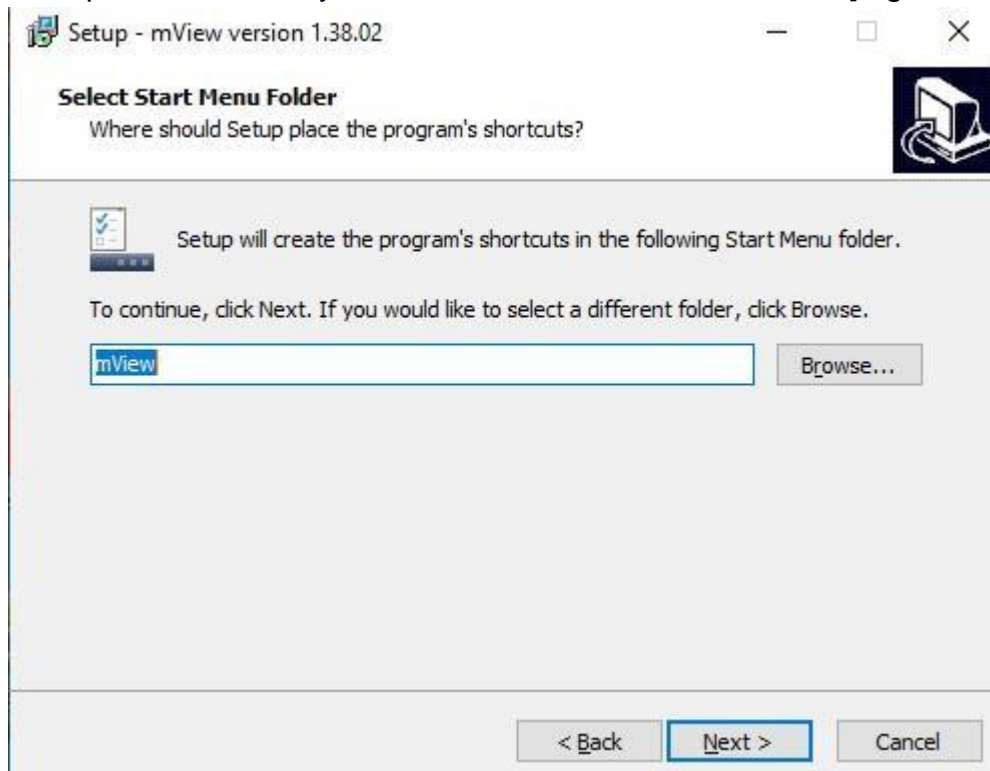 Setup - mView version 1.38.02
Select Start Menu Folder
Where should Setup place the program's shortcuts?
Setup will create the program's shortcuts in the following Start Menu folder.
To continue, click Next. If you would like to select a different folder, click Browse.
mView
Browse...
< Back
Next >
Cancel